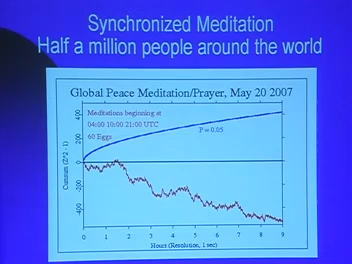 Synchronized Meditation
Half a million people around the world
Global Peace Meditation/Prayer, May 20 2007
Meditations beginning at
04:00 10:00 21:00 UTC
60 Eggs
P = 0.05
Cumsum (Z^2 - 1)
400
200
0
-200
-400
0 1 2 3 4 5 6 7 8 9
Hours (Resolution, 1 sec)